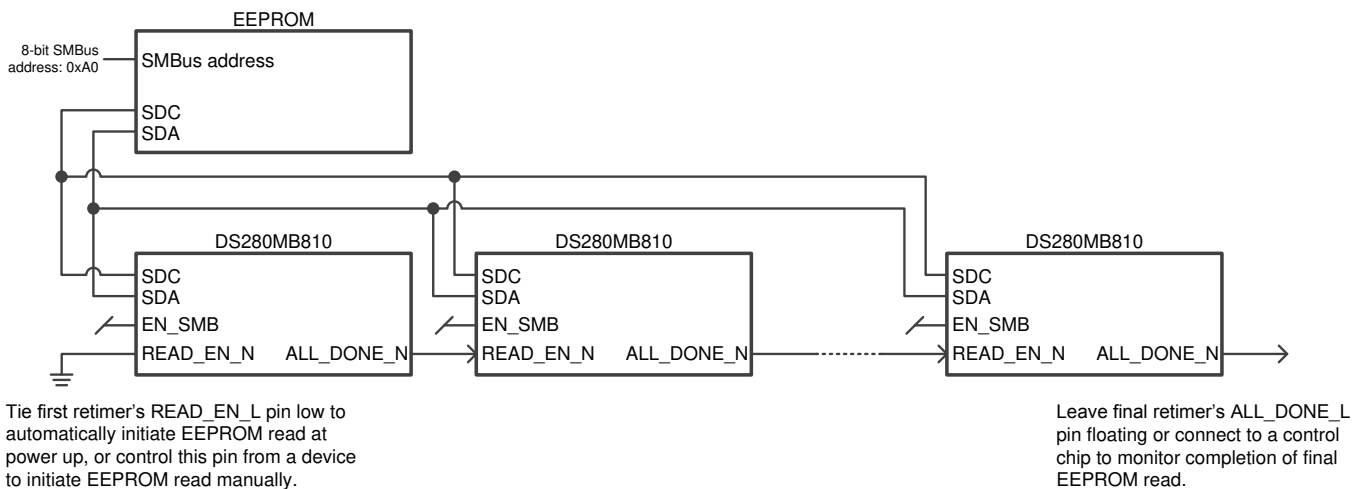 EEPROM
8-bit SMBus
address: 0xA0
SMBus address
SDC
SDA
DS280MB810
DS280MB810
DS280MB810
SDC
SDA
EN_SMB
READ_EN_N ALL_DONE_N
SDC
SDA
EN_SMB
READ_EN_N ALL_DONE_N
SDC
SDA
EN_SMB
READ_EN_N ALL_DONE_N
Tie first retimer’s READ_EN_L pin low to
automatically initiate EEPROM read at
power up, or control this pin from a device
to initiate EEPROM read manually.
Leave final retimer’s ALL_DONE_L
pin floating or connect to a control
chip to monitor completion of final
EEPROM read.